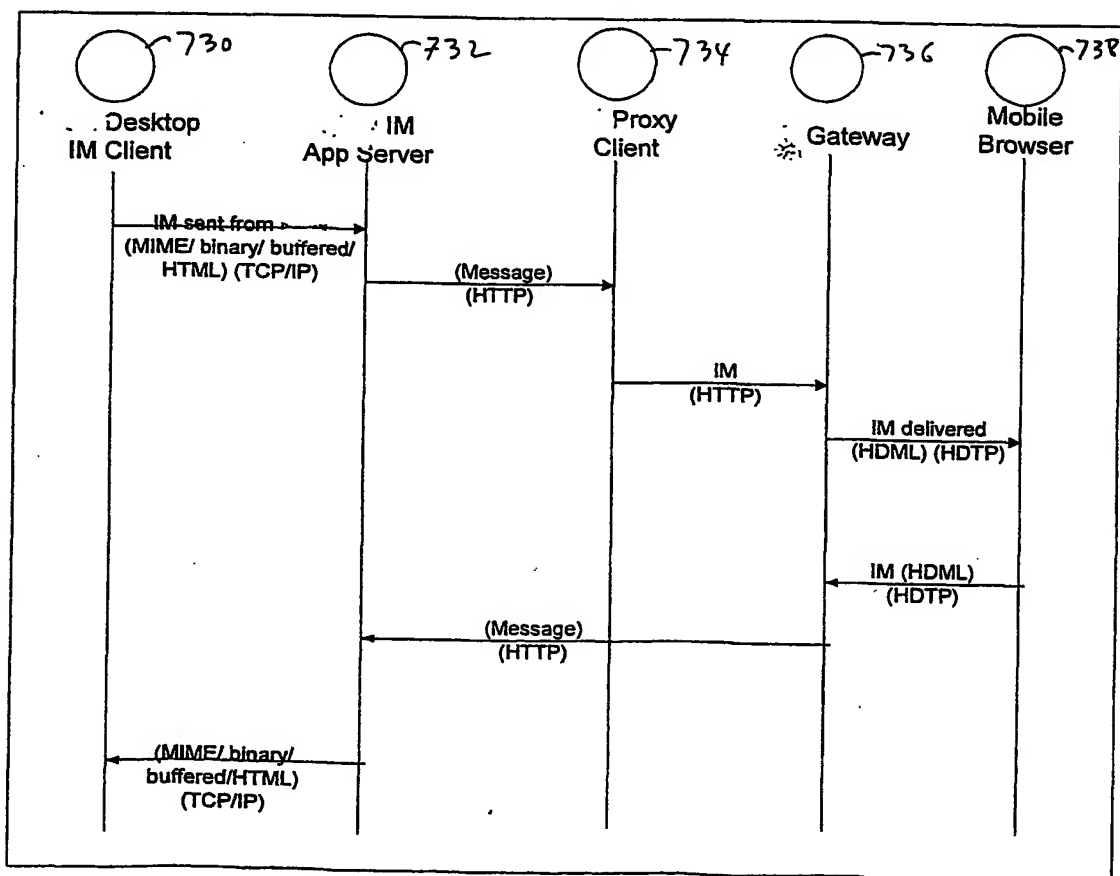 730
732
734
736
738
Desktop
IM Client
IM
App Server
Proxy
Client
Gateway
Mobile
Browser
IM sent from
(MIME/ binary/ buffered/
HTML) (TCP/IP)
(Message)
(HTTP)
IM
(HTTP)
IM delivered
(HDML) (HDTP)
IM (HDML)
(HDTP)
(Message)
(HTTP)
(MIME/ binary/
buffered/HTML)
(TCP/IP)